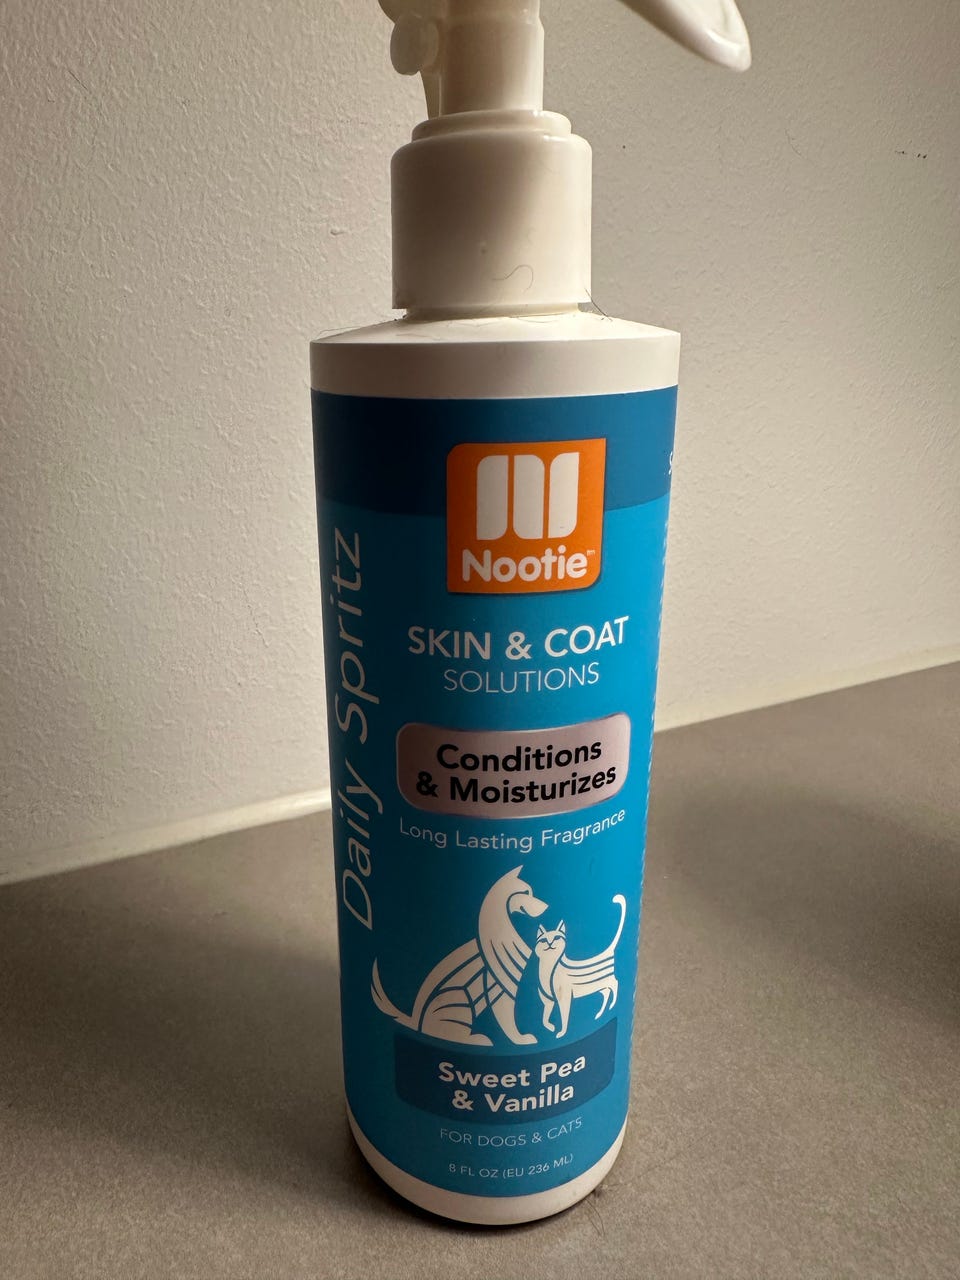 Nootie™
SKIN & COAT
SOLUTIONS
Conditions
& Moisturizes
Long Lasting Fragrance
Daily Spritz
Sweet Pea
& Vanilla
FOR DOGS & CATS
8 FL OZ (EU 236 ML)